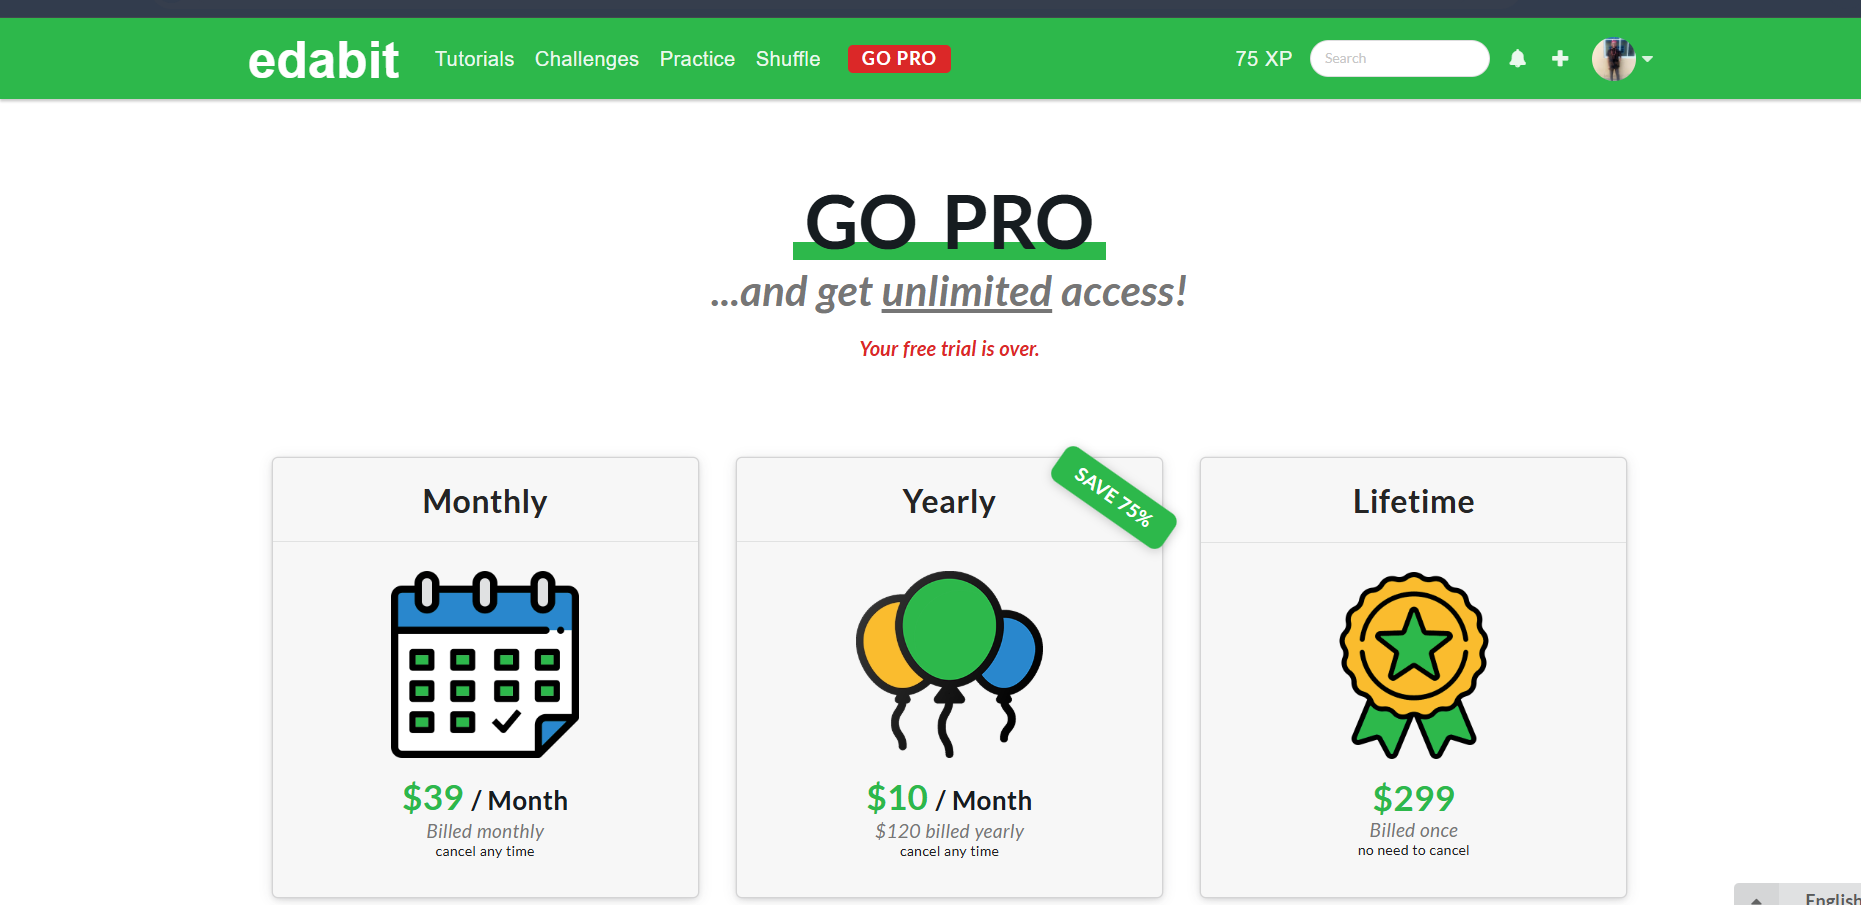 edabit Tutorials Challenges Practice Shuffle GO PRO 75 XP Search
GO PRO
...and get unlimited access!
Your free trial is over.
Monthly
$39 / Month
Billed monthly
cancel any time
Yearly
SAVE 75%
$10 / Month
$120 billed yearly
cancel any time
Lifetime
$299
Billed once
no need to cancel
English